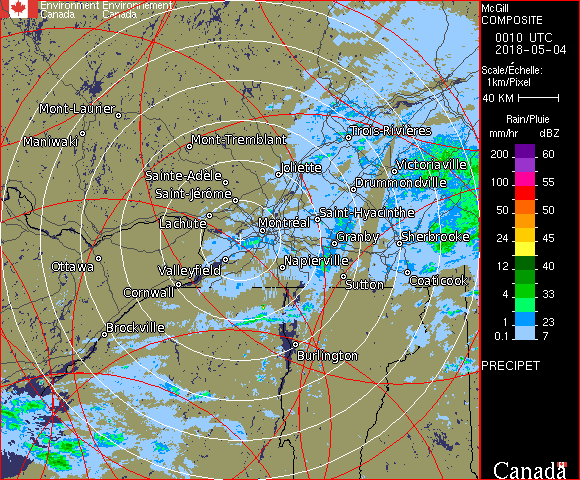 Environment Environnement
Canada Canada
McGill
COMPOSITE
0010 UTC
2018-05-04
Scale/Échelle:
1km/Pixel
40 KM
Rain/Pluie
mm/hr dBZ
200 60
100 55
50 50
24 45
12 40
4 33
1 23
0.1 7
PRECIPET
Canada
Mont-Laurier
Maniwaki
Mont-Tremblant
Trois-Rivières
Joliette
Victoriaville
Sainte-Adèle
Drummondville
Saint-Jérôme
Lachute
Saint-Hyacinthe
Montréal
Granby
Sherbrooke
Ottawa
Valleyfield
Napierville
Cornwall
Sutton
Coaticook
Brockville
Burlington